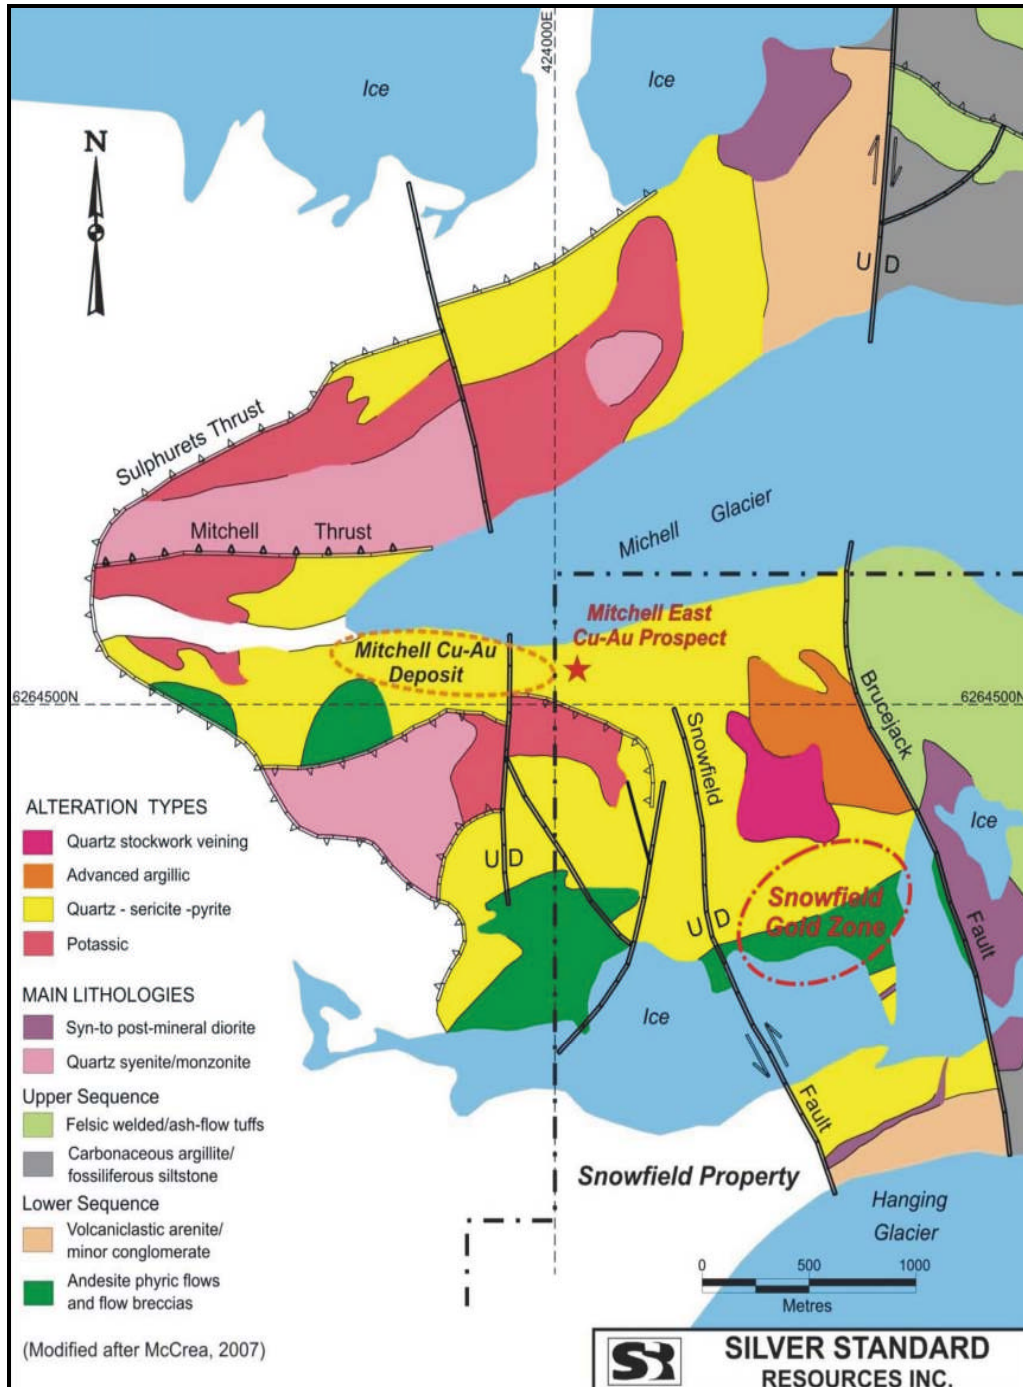 Ice
424000E
Ice
N
U D
Sulphurets Thrust
Mitchell Thrust
Michell Glacier
Mitchell East
Cu-Au Prospect
Mitchell Cu-Au
Deposit
6264500N
6264500N
Brucejack
Fault
Snowfield
Fault
Ice
U D
U D
Snowfield
Gold Zone
Ice
Snowfield Property
Hanging
Glacier
ALTERATION TYPES
Quartz stockwork veining
Advanced argillic
Quartz - sericite -pyrite
Potassic
MAIN LITHOLOGIES
Syn-to post-mineral diorite
Quartz syenite/monzonite
Upper Sequence
Felsic welded/ash-flow tuffs
Carbonaceous argillite/
fossiliferous siltstone
Lower Sequence
Volcaniclastic arenite/
minor conglomerate
Andesite phyric flows
and flow breccias
(Modified after McCrea, 2007)
0 500 1000
Metres
SR
SILVER STANDARD
RESOURCES INC.